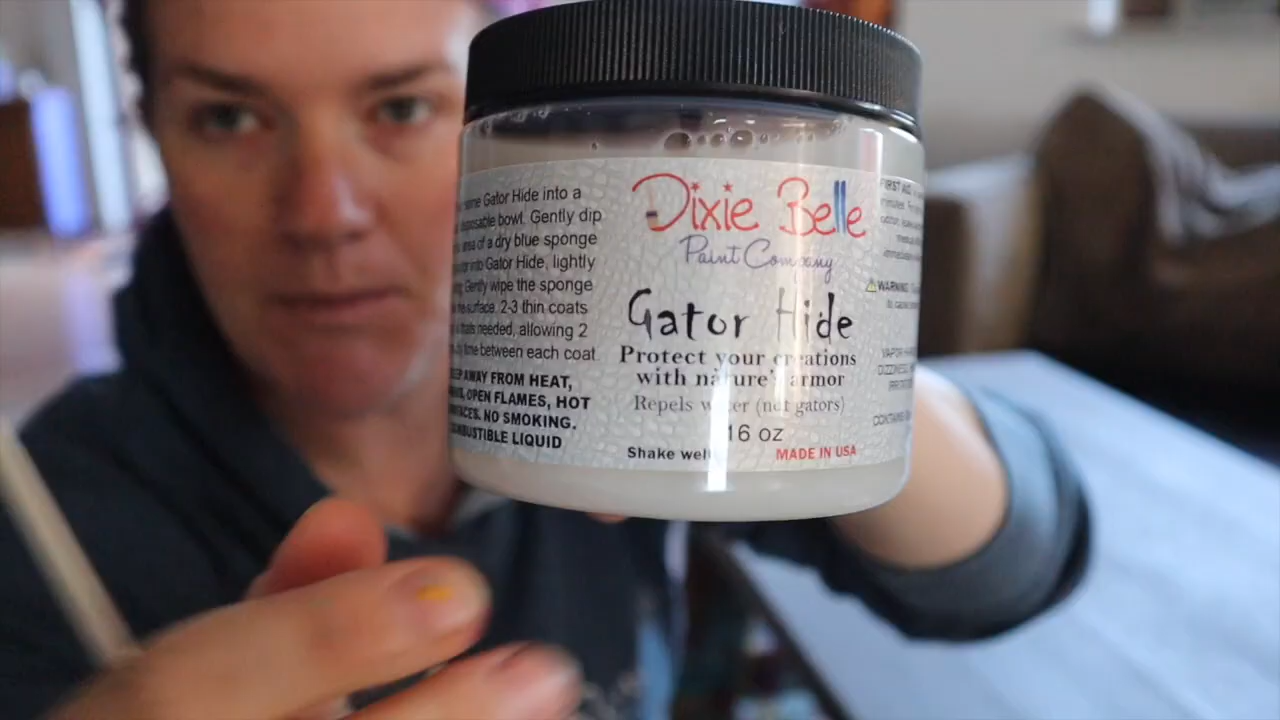 Gator Hide into a
bowl. Gently dip
area of a dry blue sponge
into Gator Hide, lightly
Gently wipe the sponge
surface. 2-3 thin coats
needed, allowing 2
time between each coat.
AWAY FROM HEAT,
OPEN FLAMES, HOT
NO SMOKING.
LIQUID
Dixie Belle
Paint Company
Gator Hide
Protect your creations
with nature's armor
Repels water (not gators)
16 oz
Shake well
MADE IN USA
FIRST AID
WARNING